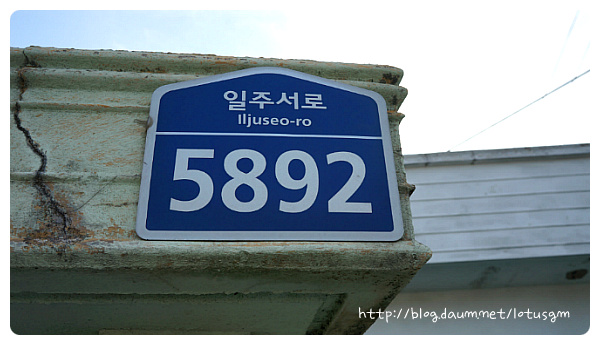 일주서로
Iljuseo-ro
5892
http://blog.daum.net/lotusgm